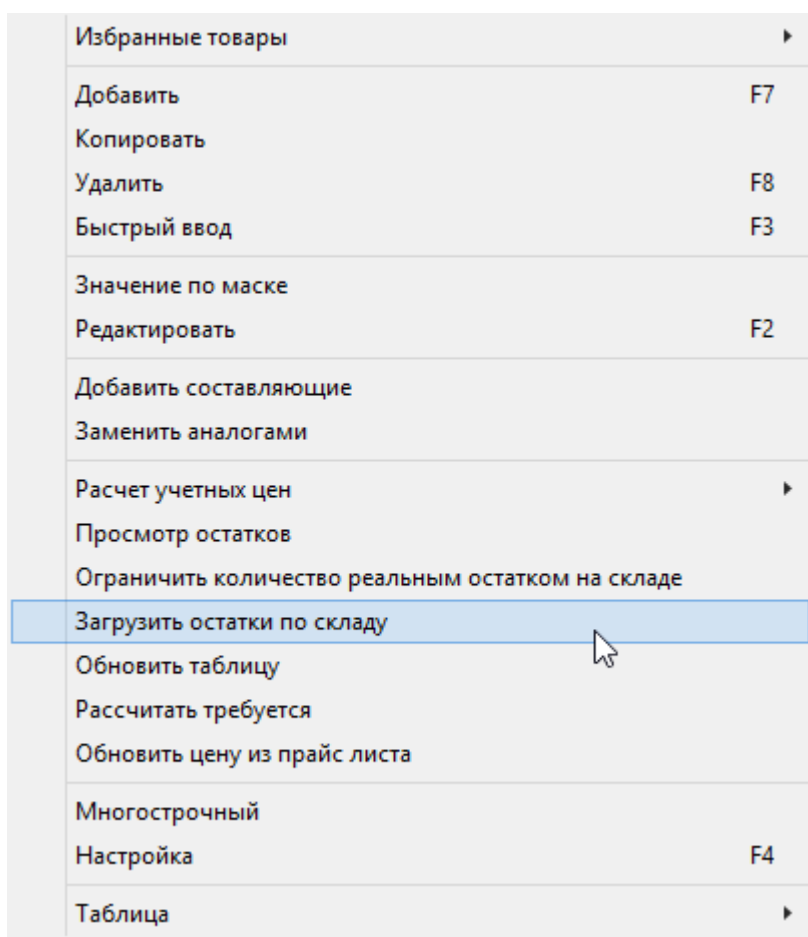 Избранные товары
Добавить F7
Копировать
Удалить F8
Быстрый ввод F3
Значение по маске
Редактировать F2
Добавить составляющие
Заменить аналогами
Расчет учетных цен
Просмотр остатков
Ограничить количество реальным остатком на складе
Загрузить остатки по складу
Обновить таблицу
Рассчитать требуется
Обновить цену из прайс листа
Многострочный
Настройка F4
Таблица